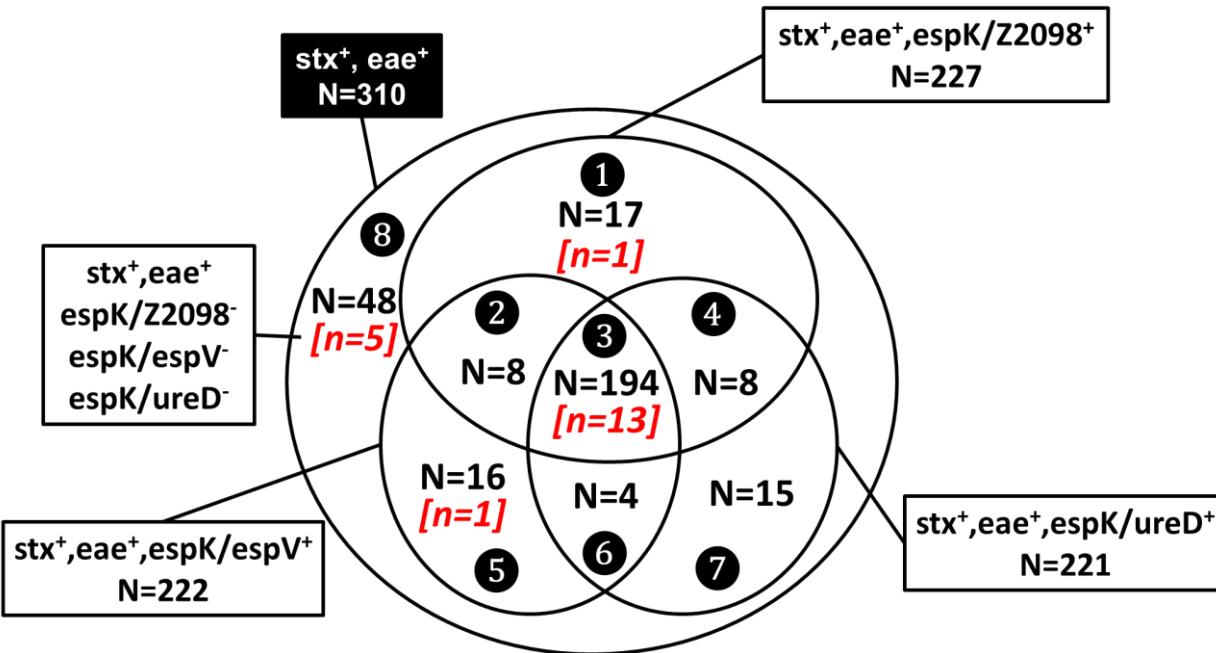 stx⁺, eae⁺
N=310
stx⁺,eae⁺,espK/Z2098⁺
N=227
1
N=17
[n=1]
8
N=48
[n=5]
stx⁺,eae⁺
espK/Z2098⁻
espK/espV⁻
espK/ureD⁻
2
N=8
3
N=194
[n=13]
4
N=8
N=16
[n=1]
5
N=4
6
N=15
7
stx⁺,eae⁺,espK/espV⁺
N=222
stx⁺,eae⁺,espK/ureD⁺
N=221